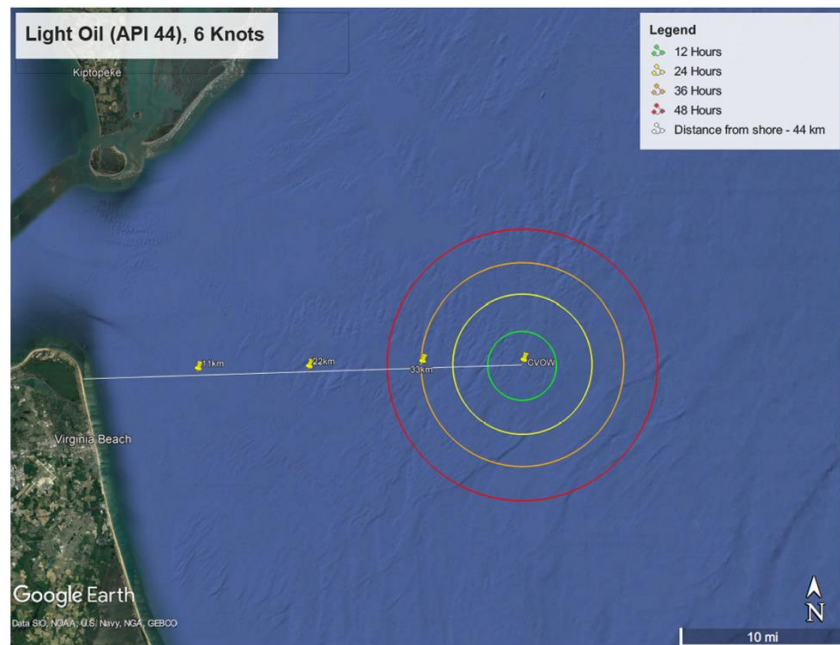 Light Oil (API 44), 6 Knots
Legend
12 Hours
24 Hours
36 Hours
48 Hours
Distance from shore - 44 km
Kiptopeke
11km
22km
33km
CVOW
Virginia Beach
Google Earth
Data SIO, NOAA, U.S. Navy, NGA, GEBCO
N
10 mi